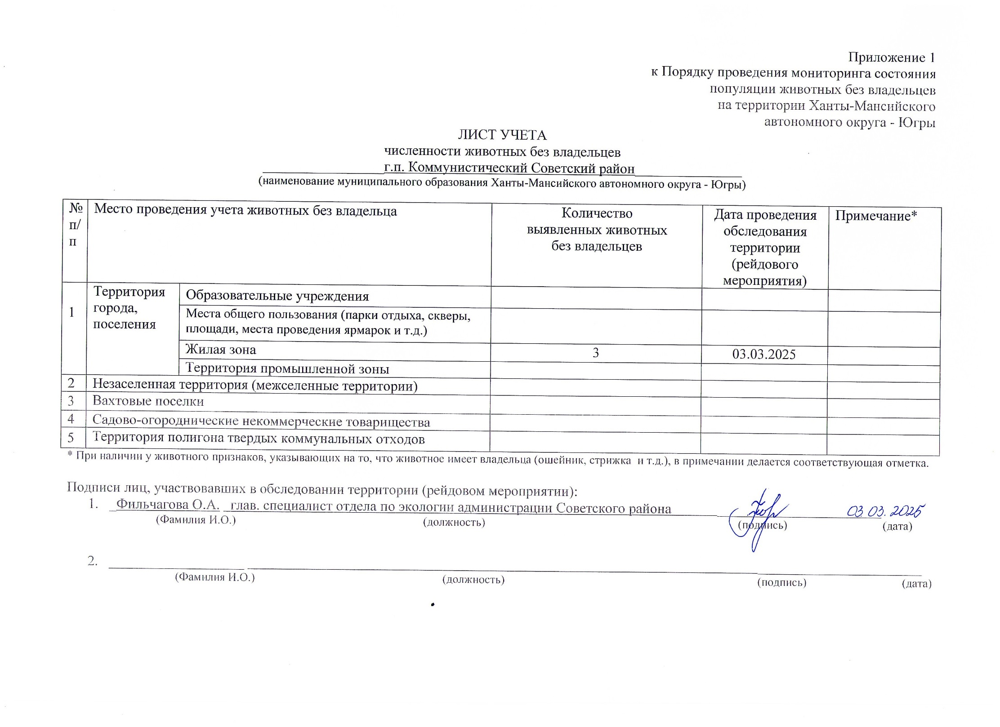 Приложение 1
к Порядку проведения мониторинга состояния
популяции животных без владельцев
на территории Ханты-Мансийского
автономного округа - Югры
ЛИСТ УЧЕТА
численности животных без владельцев
г.п. Коммунистический Советский район
(наименование муниципального образования Ханты-Мансийского автономного округа - Югры)
№ п/п Место проведения учета животных без владельца Количество выявленных животных без владельцев Дата проведения обследования территории (рейдового мероприятия) Примечание*
1 Территория города, поселения Образовательные учреждения
Места общего пользования (парки отдыха, скверы,
площади, места проведения ярмарок и т.д.)
Жилая зона 3 03.03.2025
Территория промышленной зоны
2 Незаселенная территория (межселенные территории)
3 Вахтовые поселки
4 Садово-огороднические некоммерческие товарищества
5 Территория полигона твердых коммунальных отходов
* При наличии у животного признаков, указывающих на то, что животное имеет владельца (ошейник, стрижка и т.д.), в примечании делается соответствующая отметка.
Подписи лиц, участвовавших в обследовании территории (рейдовом мероприятии):
1. Фильчагова О.А. глав. специалист отдела по экологии администрации Советского района 03.03.2025
(Фамилия И.О.) (должность) (подпись) (дата)
2.
(Фамилия И.О.) (должность) (подпись) (дата)